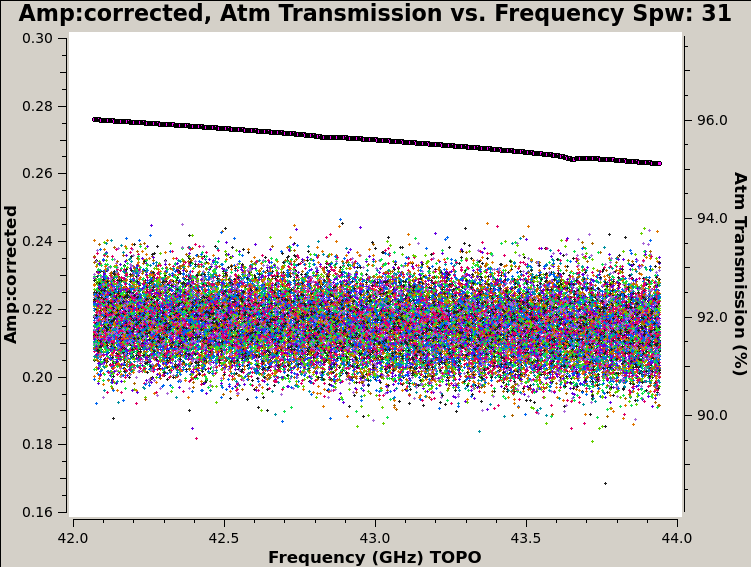 Amp:corrected, Atm Transmission vs. Frequency Spw: 31
0.30
0.28
0.26
0.24
0.22
0.20
0.18
0.16
Amp:corrected
96.0
94.0
92.0
90.0
Atm Transmission (%)
42.0 42.5 43.0 43.5 44.0
Frequency (GHz) TOPO